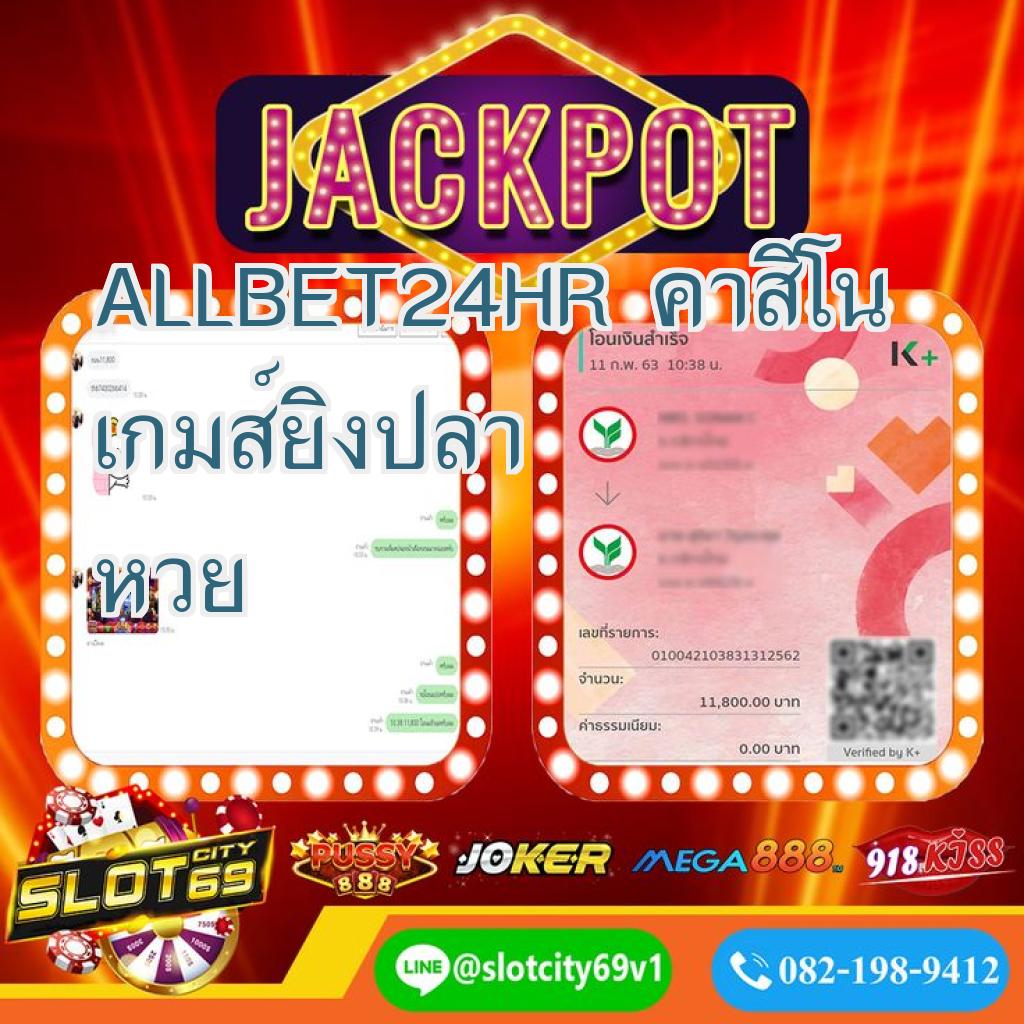 JACKPOT
ALLBET24HR คาสิโน
เกมส์ยิงปลา
หวย
โอนเงินสำเร็จ
11 ก.พ. 63 10:38 น.
K+
เลขที่รายการ:
010042103831312562
จำนวน:
11,800.00 บาท
ค่าธรรมเนียม:
0.00 บาท
Verified by K+
SLOT CITY 69
PUSSY 888
JOKER
MEGA888
918KISS
LINE @slotcity69v1
082-198-9412